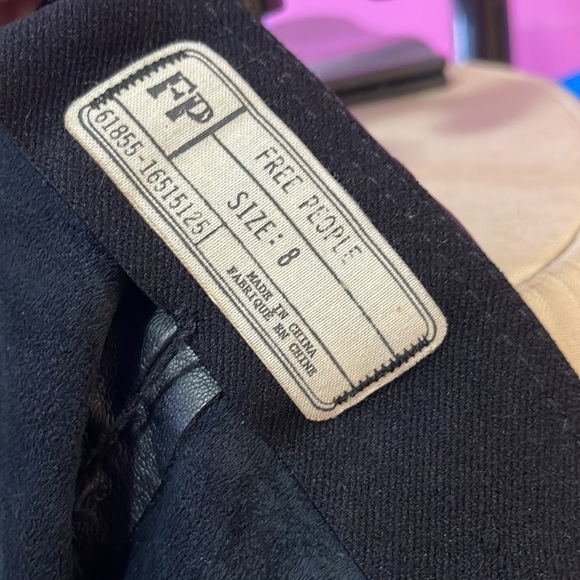 FP
FREE PEOPLE
SIZE: 8
61855-16515125
MADE IN CHINA
FABRIQUÉ EN CHINE